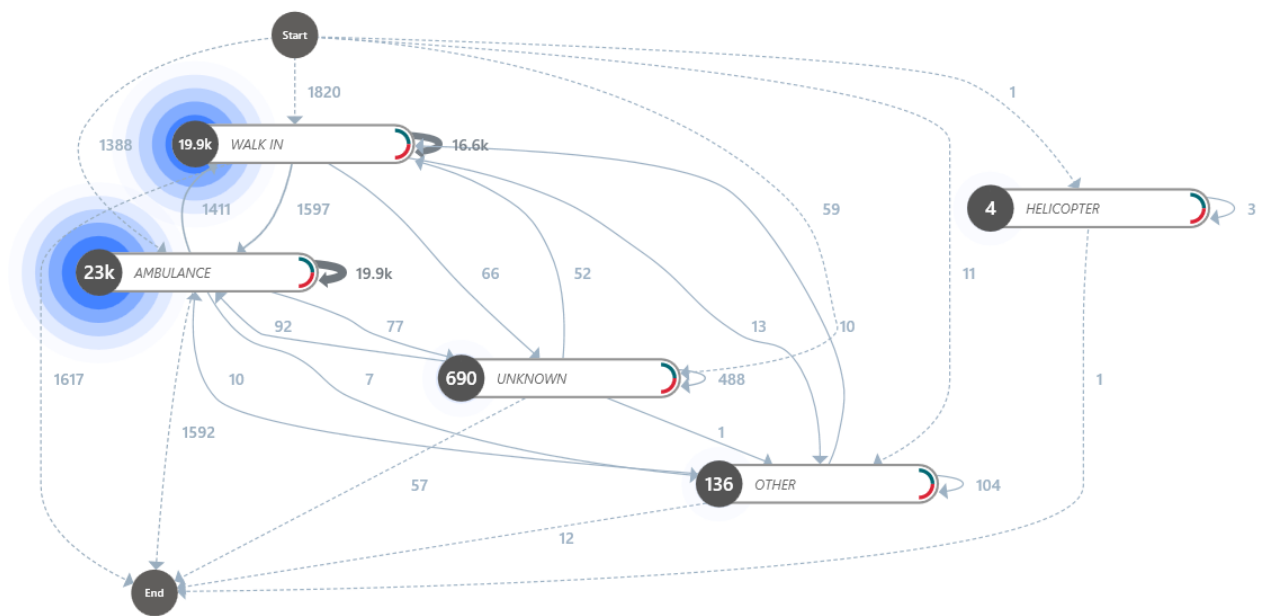 Start
1820
1
1388
19.9k WALK IN
16.6k
4 HELICOPTER
3
1411
1597
59
23k AMBULANCE
19.9k
66
52
11
92
77
13
10
1617
10
7
690 UNKNOWN
488
1
1592
1
57
136 OTHER
104
12
End